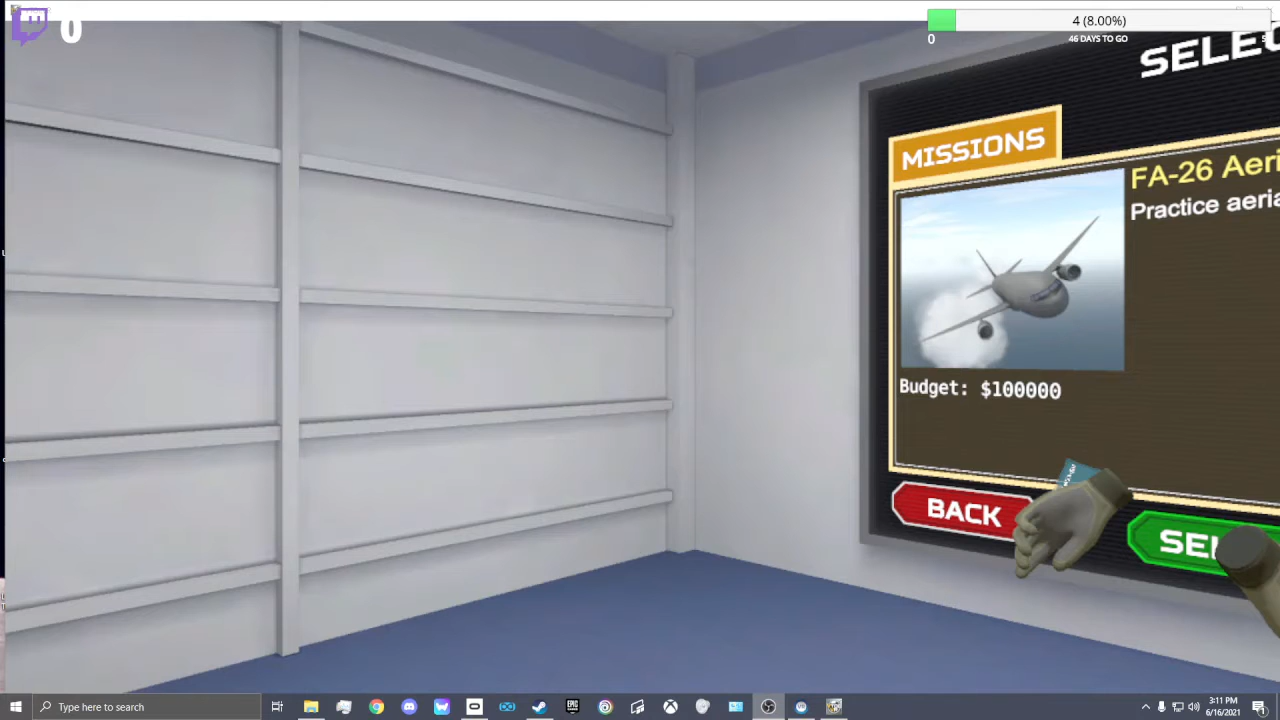 0
4 (8.00%)
0
46 DAYS TO GO
SELEC
MISSIONS
FA-26 Aeri
Practice aeria
Budget: $100000
BACK
SEL
Type here to search
3:11 PM
6/16/2021